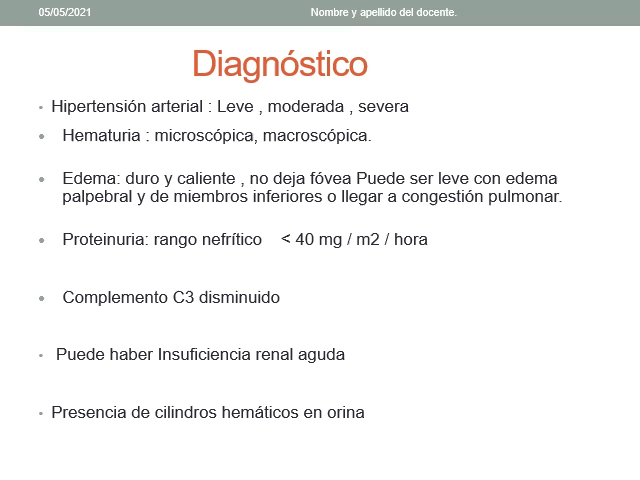 05/05/2021 Nombre y apellido del docente.
Diagnóstico
• Hipertensión arterial : Leve , moderada , severa
• Hematuria : microscópica, macroscópica.
• Edema: duro y caliente , no deja fóvea Puede ser leve con edema
palpebral y de miembros inferiores o llegar a congestión pulmonar.
• Proteinuria: rango nefrítico < 40 mg / m2 / hora
• Complemento C3 disminuido
• Puede haber Insuficiencia renal aguda
• Presencia de cilindros hemáticos en orina